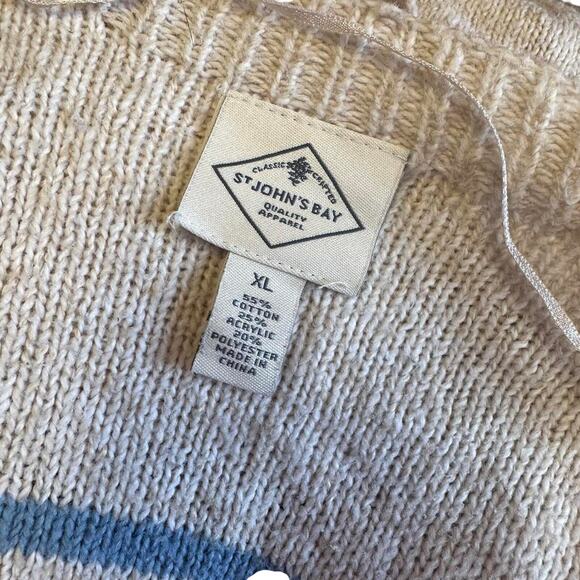 CLASSIC CRAFTED
ST JOHN'S BAY
QUALITY
APPAREL
XL
55%
COTTON
25%
ACRYLIC
20%
POLYESTER
MADE IN
CHINA